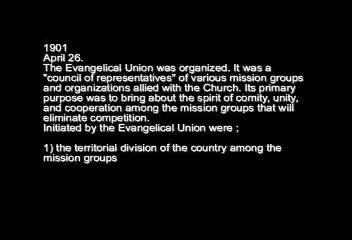 1901
April 26.
The Evangelical Union was organized. It was a
"council of representatives" of various mission groups
and organizations allied with the Church. Its primary
purpose was to bring about the spirit of comity, unity,
and cooperation among the mission groups that will
eliminate competition.
Initiated by the Evangelical Union were ;
1) the territorial division of the country among the
mission groups